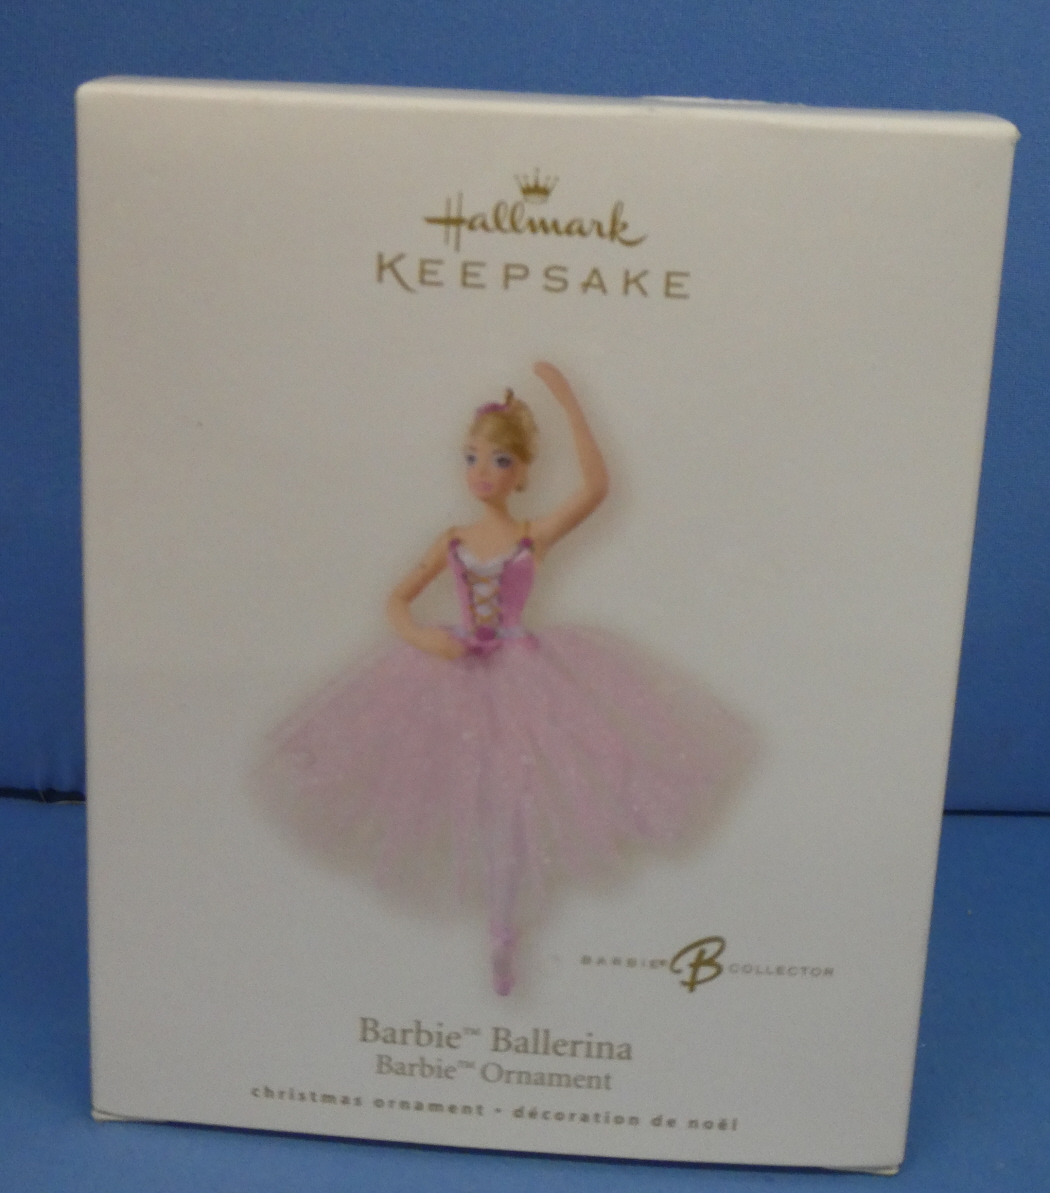 Hallmark
KEEPSAKE
BARBIE® B COLLECTOR
Barbie™ Ballerina
Barbie™ Ornament
christmas ornament • décoration de noël